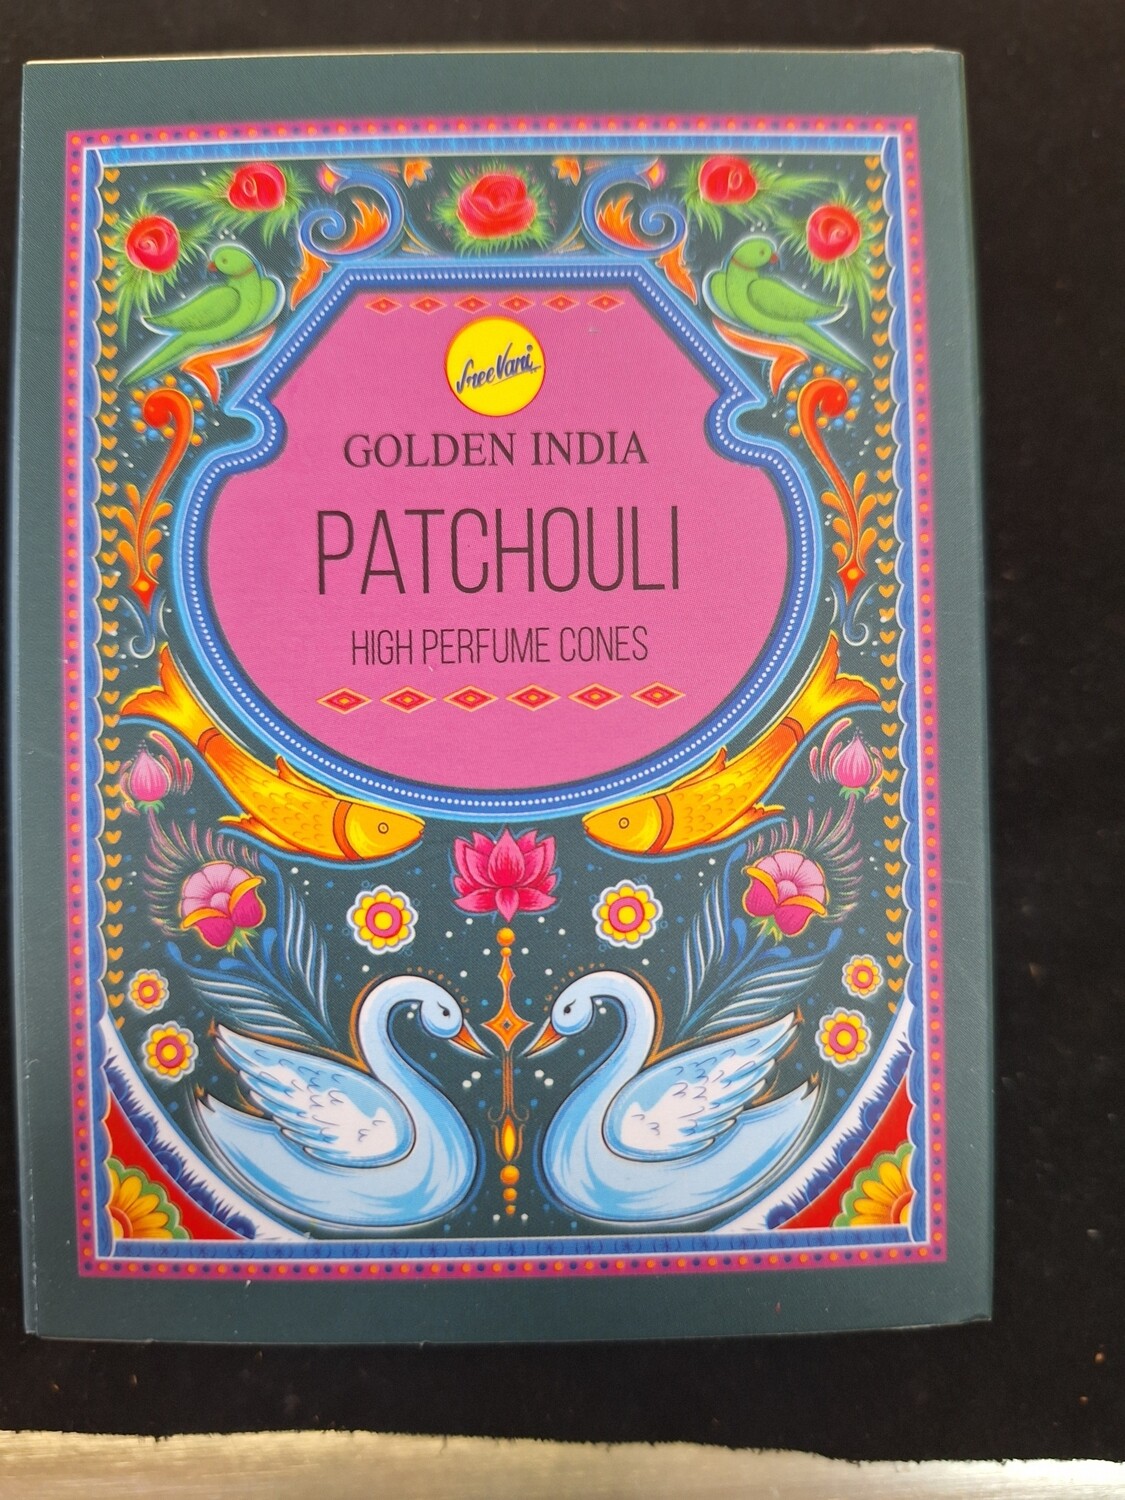 SreeVani
GOLDEN INDIA
PATCHOULI
HIGH PERFUME CONES